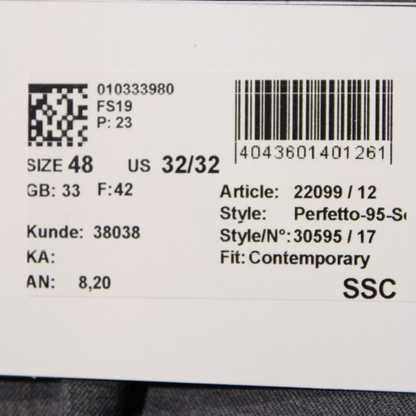 010333980
FS19
P: 23
4043601401261
SIZE 48 US 32/32
GB: 33 F:42
Article: 22099 / 12
Style: Perfetto-95-S
Kunde: 38038
Style/N°: 30595 / 17
KA:
Fit: Contemporary
AN: 8,20
SSC